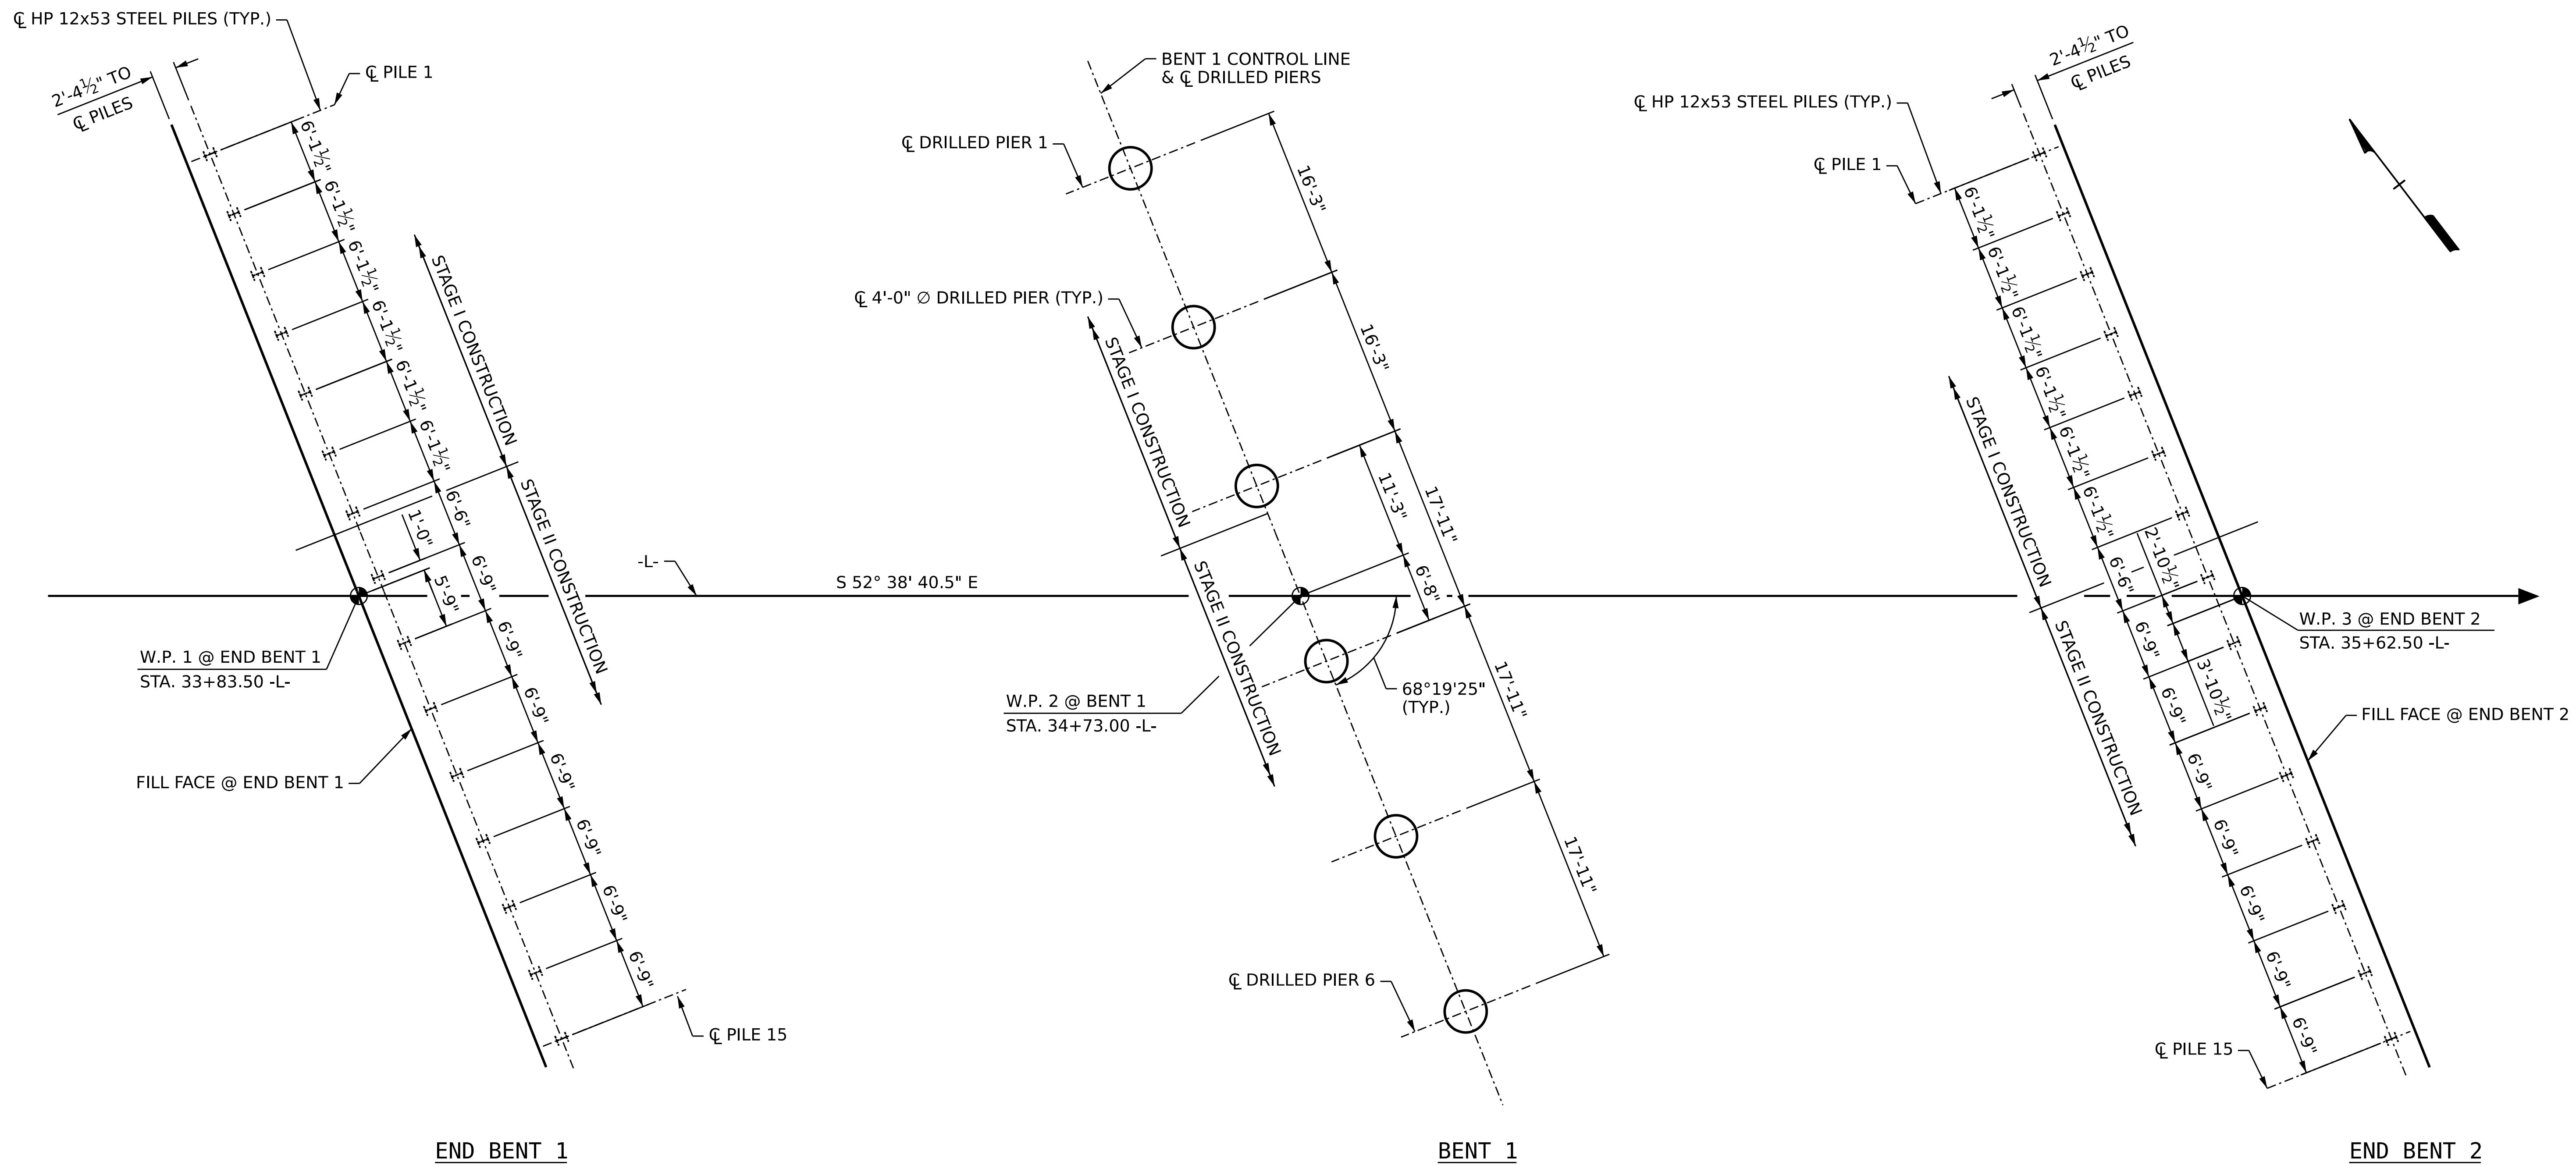 ℄ HP 12x53 STEEL PILES (TYP.)
2'-4½" TO
℄ PILES
℄ PILE 1
6'-1½"
6'-1½"
6'-1½"
6'-1½"
6'-1½"
6'-1½"
6'-6"
1'-0"
5'-9"
6'-9"
6'-9"
6'-9"
6'-9"
6'-9"
6'-9"
6'-9"
STAGE I CONSTRUCTION
STAGE II CONSTRUCTION
W.P. 1 @ END BENT 1
STA. 33+83.50 -L-
FILL FACE @ END BENT 1
℄ PILE 15
END BENT 1
-L-
S 52° 38' 40.5" E
BENT 1 CONTROL LINE
& ℄ DRILLED PIERS
℄ DRILLED PIER 1
℄ 4'-0" ∅ DRILLED PIER (TYP.)
STAGE I CONSTRUCTION
STAGE II CONSTRUCTION
16'-3"
16'-3"
17'-11"
11'-3"
6'-8"
17'-11"
17'-11"
68°19'25"
(TYP.)
W.P. 2 @ BENT 1
STA. 34+73.00 -L-
℄ DRILLED PIER 6
BENT 1
2'-4½" TO
℄ PILES
℄ HP 12x53 STEEL PILES (TYP.)
℄ PILE 1
6'-1½"
6'-1½"
6'-1½"
6'-1½"
6'-1½"
6'-1½"
6'-6"
2'-10½"
3'-10½"
6'-9"
6'-9"
6'-9"
6'-9"
6'-9"
6'-9"
6'-9"
STAGE I CONSTRUCTION
STAGE II CONSTRUCTION
W.P. 3 @ END BENT 2
STA. 35+62.50 -L-
FILL FACE @ END BENT 2
℄ PILE 15
END BENT 2